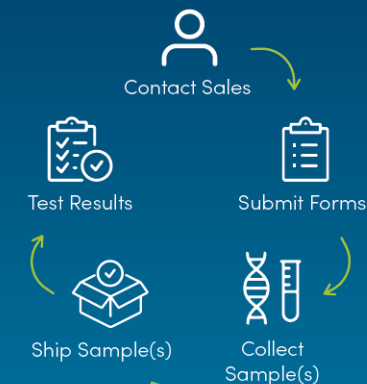 Contact Sales
Test Results
Submit Forms
Ship Sample(s)
Collect
Sample(s)